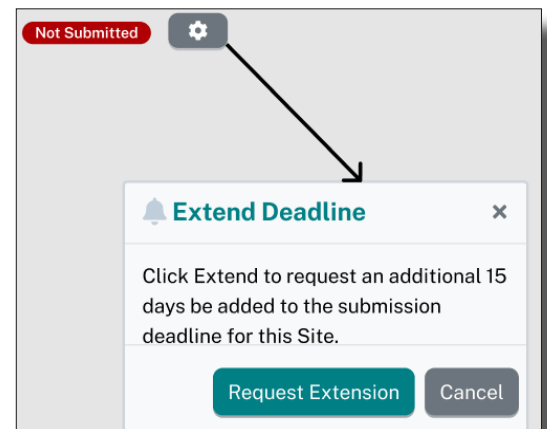 Not Submitted
Extend Deadline
Click Extend to request an additional 15
days be added to the submission
deadline for this Site.
Request Extension
Cancel